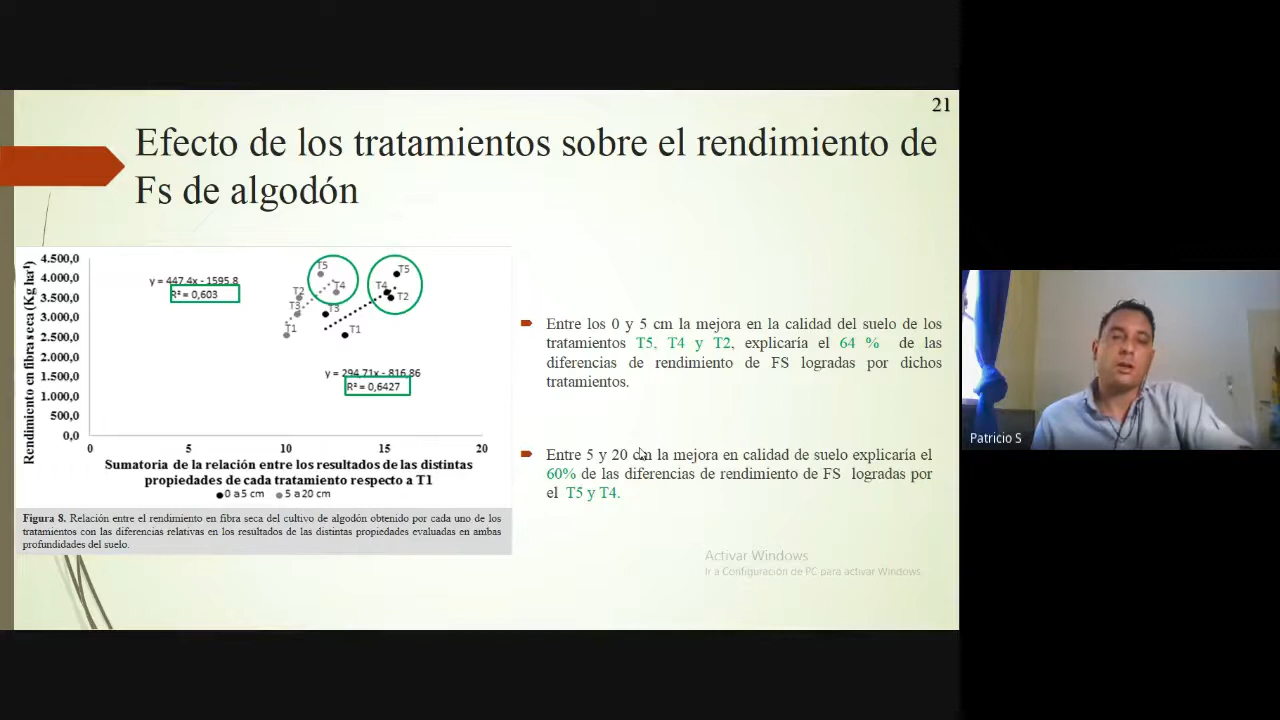 21
Efecto de los tratamientos sobre el rendimiento de
Fs de algodón
Rendimiento en fibra seca (Kg ha⁻¹)
4.500,0
4.000,0
3.500,0
3.000,0
2.500,0
2.000,0
1.500,0
1.000,0
500,0
0,0
y = 447.4x - 1595.8
R² = 0,603
T5
T4
T2
T3
T1
T5
T4
T2
T3
T1
y = 294.71x - 816.86
R² = 0,6427
0 5 10 15 20
Sumatoria de la relación entre los resultados de las distintas
propiedades de cada tratamiento respecto a T1
0 a 5 cm 5 a 20 cm
Figura 8. Relación entre el rendimiento en fibra seca del cultivo de algodón obtenido por cada uno de los
tratamientos con las diferencias relativas en los resultados de las distintas propiedades evaluadas en ambas
profundidades del suelo.
Entre los 0 y 5 cm la mejora en la calidad del suelo de los
tratamientos T5, T4 y T2, explicaría el 64 % de las
diferencias de rendimiento de FS logradas por dichos
tratamientos.
Entre 5 y 20 cm la mejora en calidad de suelo explicaría el
60% de las diferencias de rendimiento de FS logradas por
el T5 y T4.
Activar Windows
Ir a Configuración de PC para activar Windows.
Patricio S